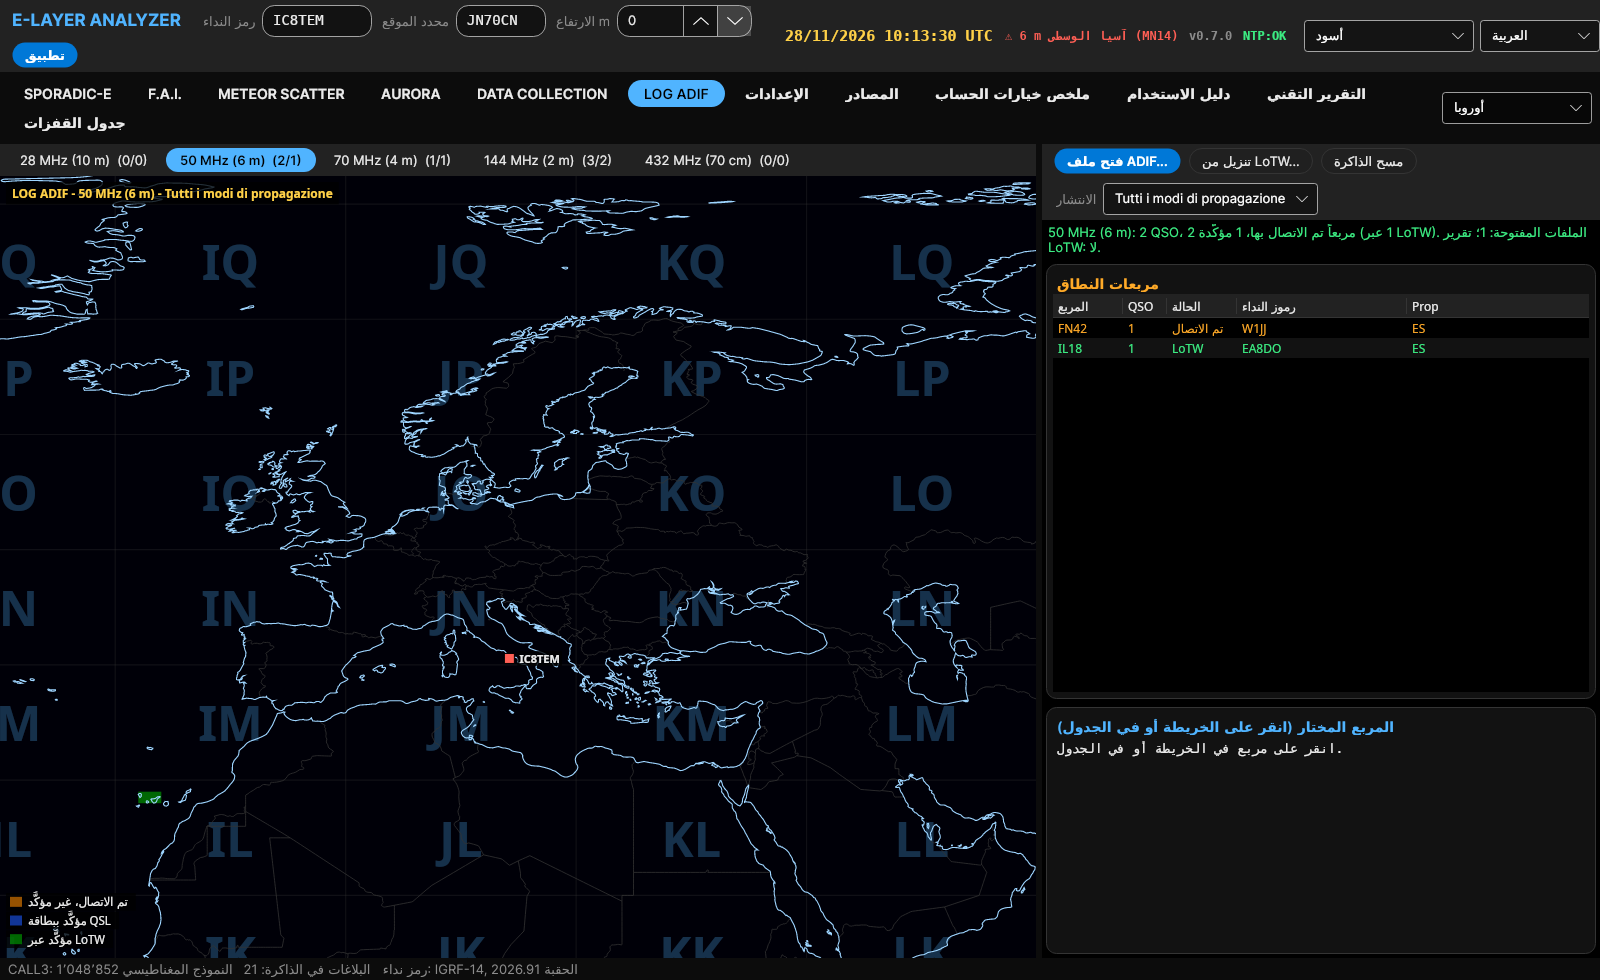 E-LAYER ANALYZER
رمز النداء IC8TEM محدد الموقع JN70CN الارتفاع m 0
28/11/2026 10:13:30 UTC ⚠ 6 m آسيا الوسطى (MN14) v0.7.0 NTP:OK
أسود
العربية
تطبيق
SPORADIC-E F.A.I. METEOR SCATTER AURORA DATA COLLECTION LOG ADIF الإعدادات المصادر ملخص خيارات الحساب دليل الاستخدام التقرير التقني
جدول القفزات
أوروبا
28 MHz (10 m) (0/0) 50 MHz (6 m) (2/1) 70 MHz (4 m) (1/1) 144 MHz (2 m) (3/2) 432 MHz (70 cm) (0/0)
فتح ملف ADIF... تنزيل من LoTW... مسح الذاكرة
الانتشار Tutti i modi di propagazione
LOG ADIF - 50 MHz (6 m) - Tutti i modi di propagazione
50 MHz (6 m): 2 QSO، 2 مربعاً تم الاتصال بها، 1 مؤكّدة (1 عبر LoTW). الملفات المفتوحة: 1؛ تقرير
LoTW: لا.
مربعات النطاق
المربع QSO الحالة رموز النداء Prop
FN42 1 تم الاتصال W1JJ ES
IL18 1 LoTW EA8DO ES
Q IQ JQ KQ LQ
P IP JP KP LP
O IO JO KO LO
N IN JN KN LN
IC8TEM
M IM JM KM LM
IL IL JL KL LL
K IK JK KK LK
تم الاتصال، غير مؤكَّد
مؤكَّد ببطاقة QSL
مؤكَّد عبر LoTW
المربع المختار (انقر على الخريطة أو في الجدول)
انقر على مربع في الخريطة أو في الجدول.
CALL3: 1’048’852 رمز نداء البلاغات في الذاكرة: 21 النموذج المغناطيسي: IGRF-14, الحقبة 2026.91